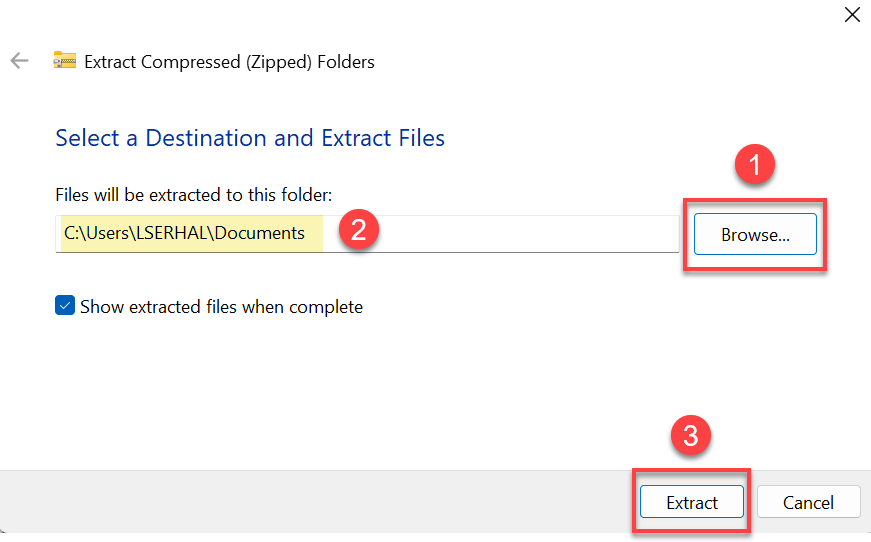 Extract Compressed (Zipped) Folders
Select a Destination and Extract Files
1
Files will be extracted to this folder:
C:\Users\LSERHAL\Documents
2
Browse...
Show extracted files when complete
3
Extract
Cancel